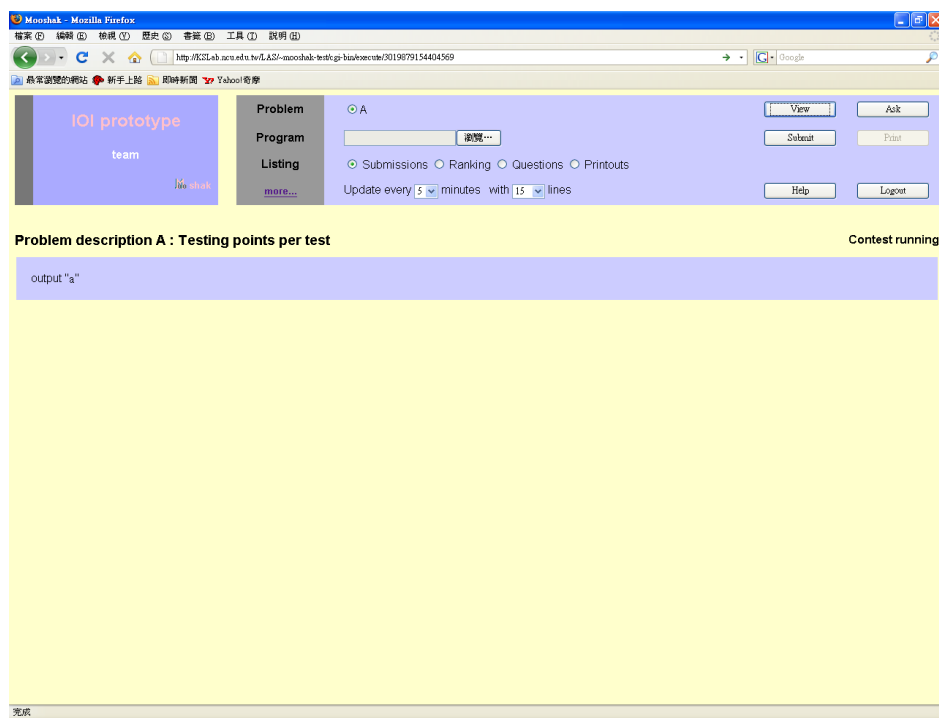 Mooshak - Mozilla Firefox
檔案(F) 編輯(E) 檢視(V) 歷史(S) 書籤(B) 工具(T) 說明(H)
http://KSLab.ncu.edu.tw/LAS/~mooshak-test/cgi-bin/execute/3019879154404569 Google
最常瀏覽的網站 新手上路 即時新聞 Yahoo!奇摩
IOI prototype
team
shak
Problem A View Ask
Program 瀏覽… Submit Print
Listing Submissions Ranking Questions Printouts
more... Update every 5 minutes with 15 lines Help Logout
Problem description A : Testing points per test Contest running
output "a"
完成